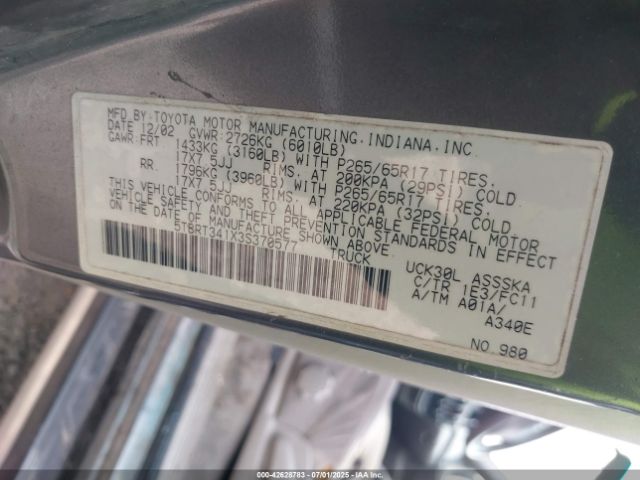 MFD BY: TOYOTA MOTOR MANUFACTURING, INDIANA, INC.
DATE 12/02 GVWR: 2726KG (6010LB)
GAWR: FRT 1433KG (3160LB) WITH P265/65R17 TIRES:
17X7.5JJ RIMS, AT 200KPA (29PSI) COLD.
RR. 1796KG (3960LB) WITH P265/65R17 TIRES:
17X7.5JJ RIMS, AT 220KPA (32PSI) COLD.
THIS VEHICLE CONFORMS TO ALL APPLICABLE FEDERAL MOTOR
VEHICLE SAFETY AND THEFT PREVENTION STANDARDS IN EFFECT
ON THE DATE OF MANUFACTURE SHOWN ABOVE.
5TBRT341X3S370577 TRUCK
UCK30L ASSSKA
C/TR 1E3/FC11
A/TM A01A/
A340E
NO. 980
000-42628783 - 07/01/2025 - IAAI.COM